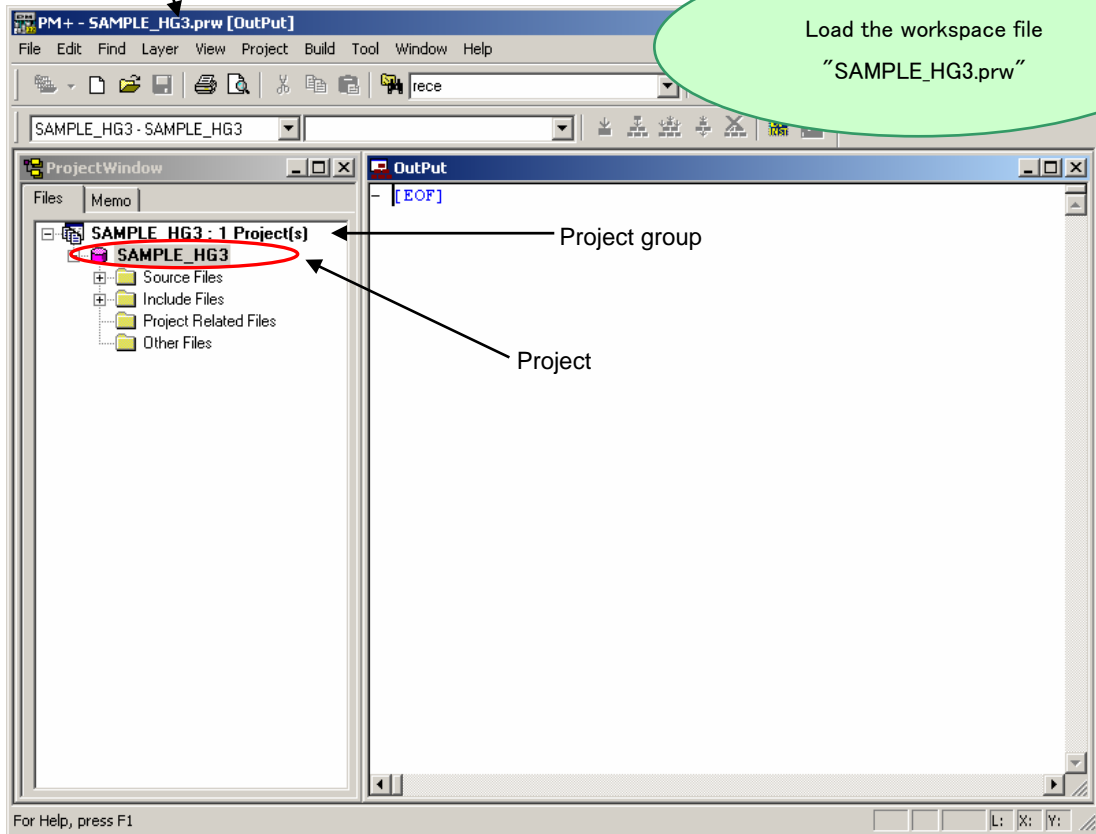 PM+ - SAMPLE_HG3.prw [OutPut]
Load the workspace file
"SAMPLE_HG3.prw"
File Edit Find Layer View Project Build Tool Window Help
rece
SAMPLE_HG3 - SAMPLE_HG3
ProjectWindow
OutPut
Files Memo
[EOF]
SAMPLE_HG3 : 1 Project(s)
Project group
SAMPLE_HG3
Source Files
Include Files
Project Related Files
Other Files
Project
For Help, press F1
L: X: Y: